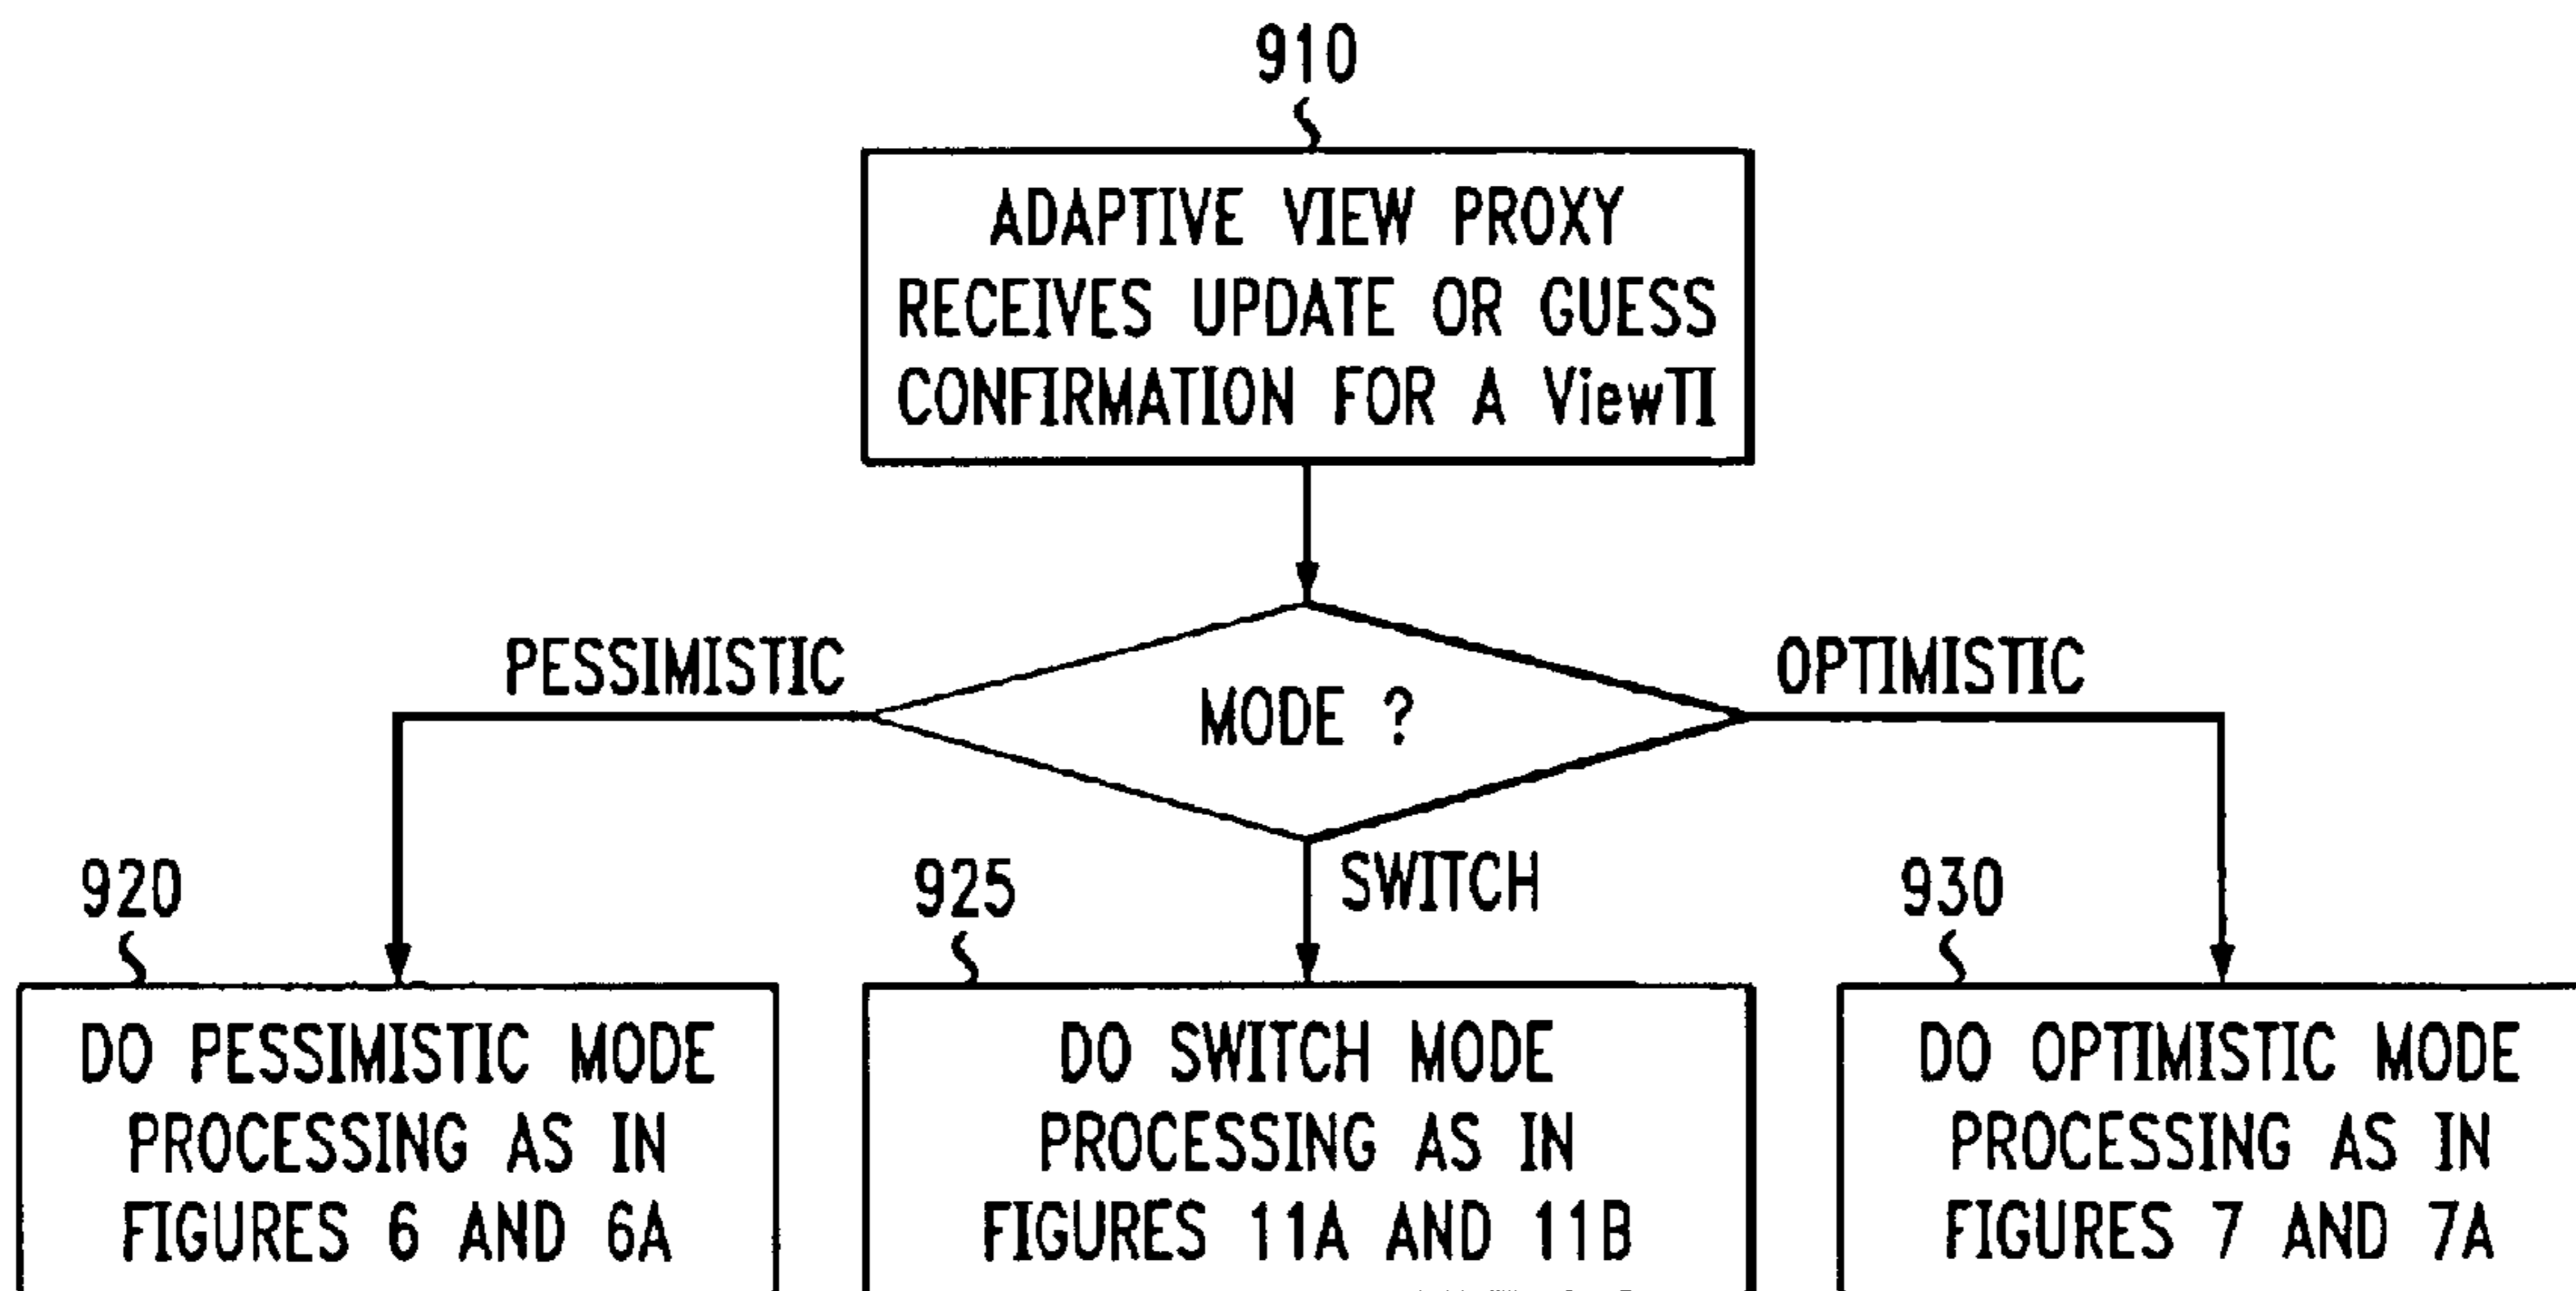 910
ADAPTIVE VIEW PROXY
RECEIVES UPDATE OR GUESS
CONFIRMATION FOR A ViewTI
PESSIMISTIC
MODE ?
OPTIMISTIC
SWITCH
920
DO PESSIMISTIC MODE
PROCESSING AS IN
FIGURES 6 AND 6A
925
DO SWITCH MODE
PROCESSING AS IN
FIGURES 11A AND 11B
930
DO OPTIMISTIC MODE
PROCESSING AS IN
FIGURES 7 AND 7A